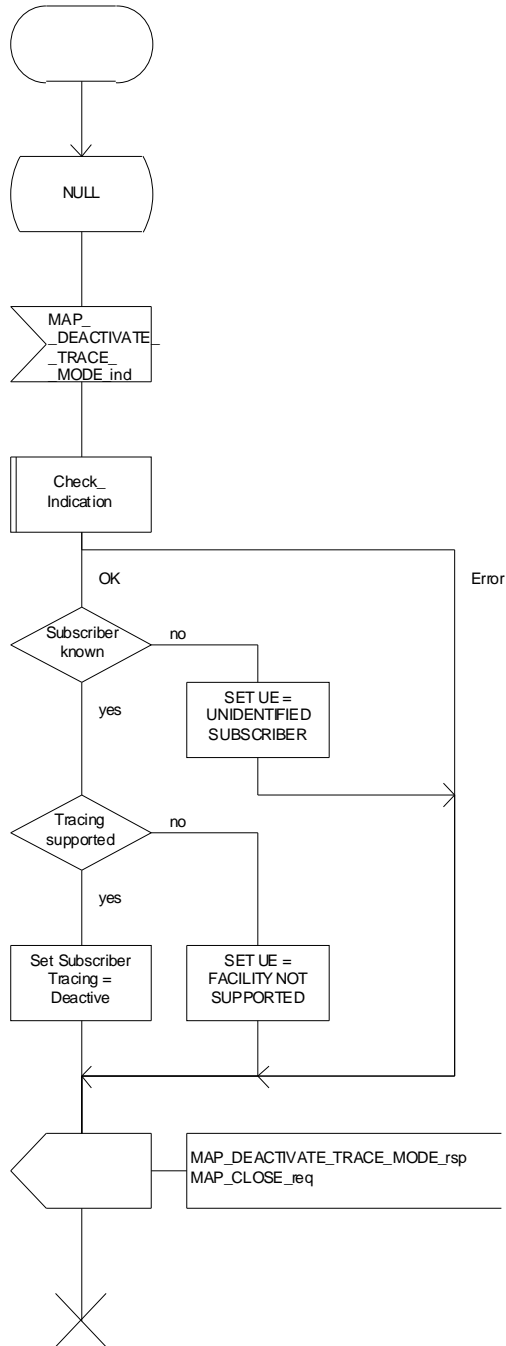 NULL
MAP_
_DEACTIVATE_
_TRACE_
_MODE_ind
Check_
Indication
OK
Error
Subscriber
known
no
yes
SET UE =
UNIDENTIFIED
SUBSCRIBER
Tracing
supported
no
yes
Set Subscriber
Tracing =
Deactive
SET UE =
FACILITY NOT
SUPPORTED
MAP_DEACTIVATE_TRACE_MODE_rsp
MAP_CLOSE_req